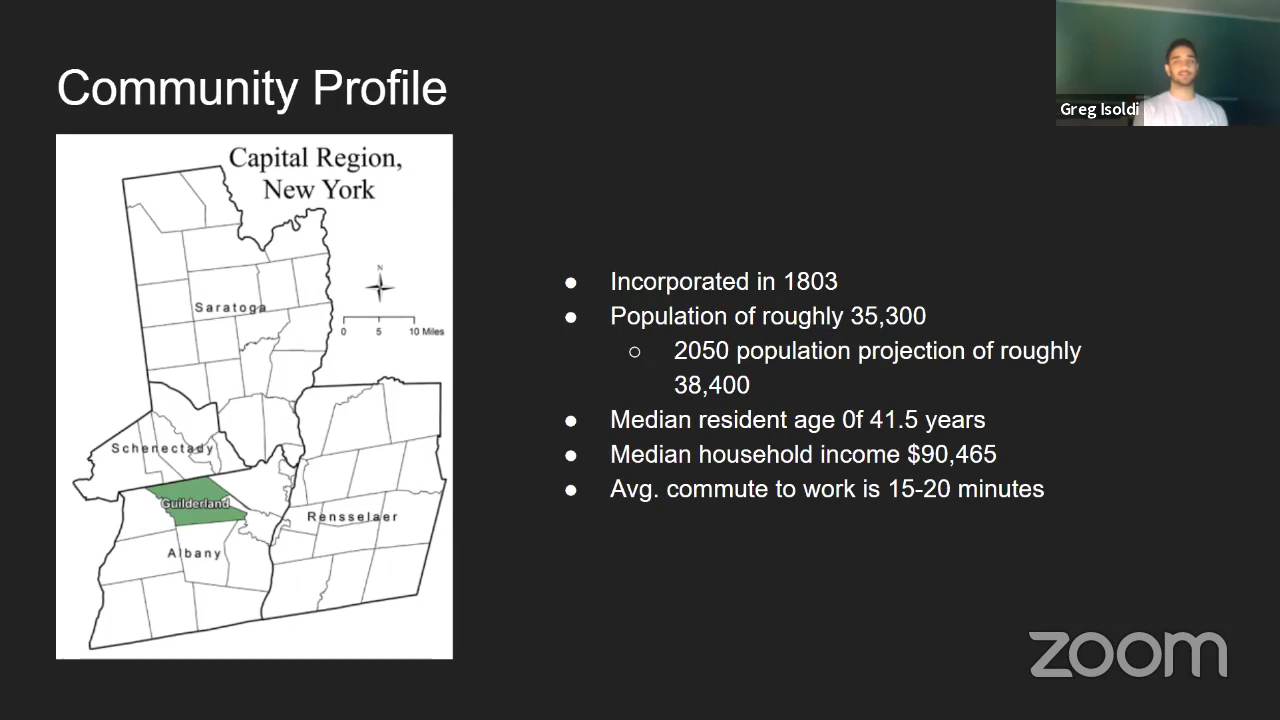 Community Profile
Greg Isoldi
Capital Region,
New York
N
Saratoga
0 5 10 Miles
Schenectady
Guilderland
Rensselaer
Albany
● Incorporated in 1803
● Population of roughly 35,300
○ 2050 population projection of roughly
38,400
● Median resident age 0f 41.5 years
● Median household income $90,465
● Avg. commute to work is 15-20 minutes
zoom